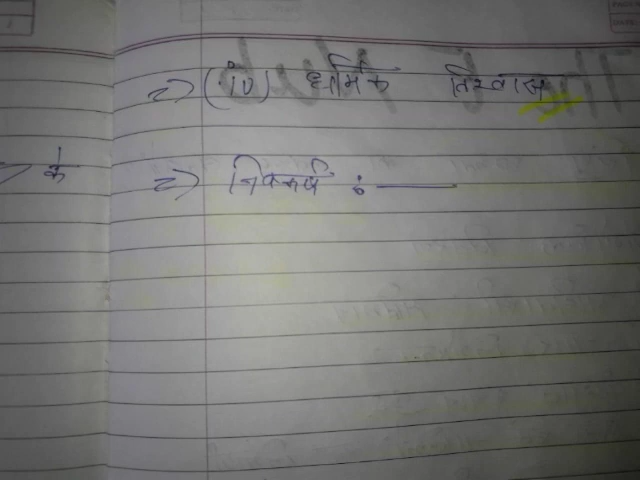 => (iv) धार्मिक विश्वास
के
=> निष्कर्ष :—